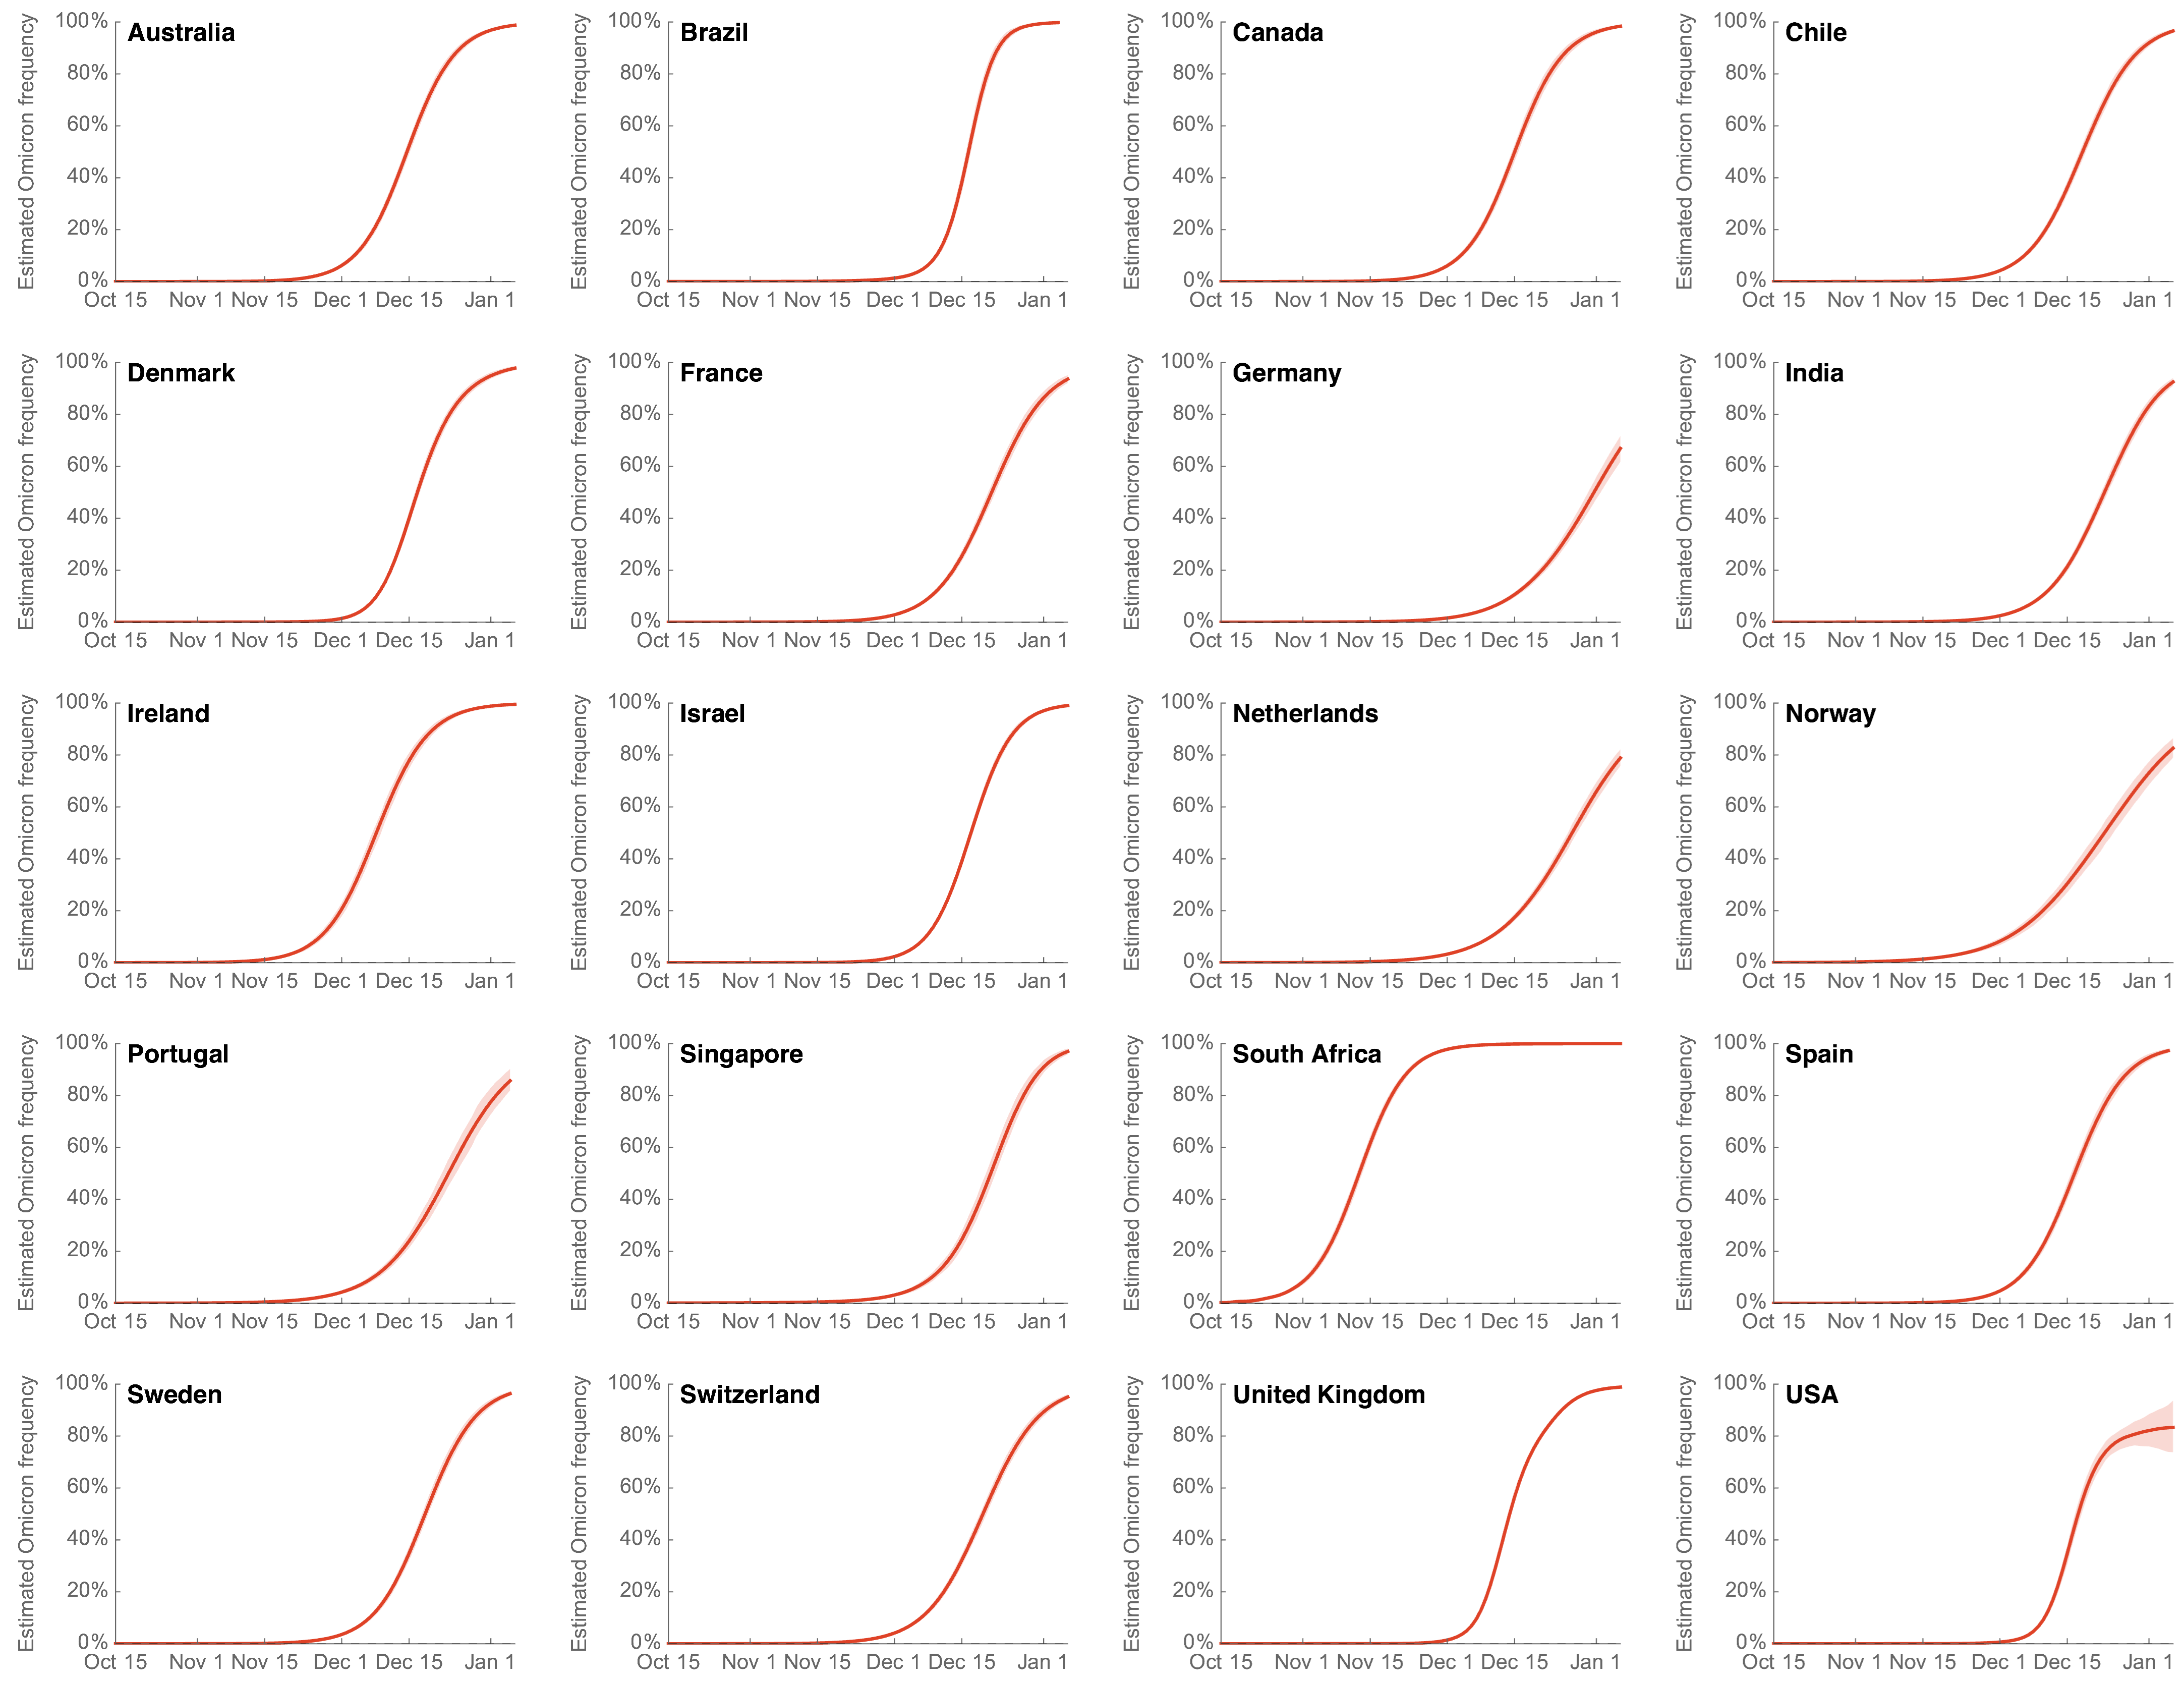 Estimated Omicron frequency
100%
80%
60%
40%
20%
0%
Australia
Oct 15 Nov 1 Nov 15 Dec 1 Dec 15 Jan 1
Estimated Omicron frequency
100%
80%
60%
40%
20%
0%
Brazil
Oct 15 Nov 1 Nov 15 Dec 1 Dec 15 Jan 1
Estimated Omicron frequency
100%
80%
60%
40%
20%
0%
Canada
Oct 15 Nov 1 Nov 15 Dec 1 Dec 15 Jan 1
Estimated Omicron frequency
100%
80%
60%
40%
20%
0%
Chile
Oct 15 Nov 1 Nov 15 Dec 1 Dec 15 Jan 1
Estimated Omicron frequency
100%
80%
60%
40%
20%
0%
Denmark
Oct 15 Nov 1 Nov 15 Dec 1 Dec 15 Jan 1
Estimated Omicron frequency
100%
80%
60%
40%
20%
0%
France
Oct 15 Nov 1 Nov 15 Dec 1 Dec 15 Jan 1
Estimated Omicron frequency
100%
80%
60%
40%
20%
0%
Germany
Oct 15 Nov 1 Nov 15 Dec 1 Dec 15 Jan 1
Estimated Omicron frequency
100%
80%
60%
40%
20%
0%
India
Oct 15 Nov 1 Nov 15 Dec 1 Dec 15 Jan 1
Estimated Omicron frequency
100%
80%
60%
40%
20%
0%
Ireland
Oct 15 Nov 1 Nov 15 Dec 1 Dec 15 Jan 1
Estimated Omicron frequency
100%
80%
60%
40%
20%
0%
Israel
Oct 15 Nov 1 Nov 15 Dec 1 Dec 15 Jan 1
Estimated Omicron frequency
100%
80%
60%
40%
20%
0%
Netherlands
Oct 15 Nov 1 Nov 15 Dec 1 Dec 15 Jan 1
Estimated Omicron frequency
100%
80%
60%
40%
20%
0%
Norway
Oct 15 Nov 1 Nov 15 Dec 1 Dec 15 Jan 1
Estimated Omicron frequency
100%
80%
60%
40%
20%
0%
Portugal
Oct 15 Nov 1 Nov 15 Dec 1 Dec 15 Jan 1
Estimated Omicron frequency
100%
80%
60%
40%
20%
0%
Singapore
Oct 15 Nov 1 Nov 15 Dec 1 Dec 15 Jan 1
Estimated Omicron frequency
100%
80%
60%
40%
20%
0%
South Africa
Oct 15 Nov 1 Nov 15 Dec 1 Dec 15 Jan 1
Estimated Omicron frequency
100%
80%
60%
40%
20%
0%
Spain
Oct 15 Nov 1 Nov 15 Dec 1 Dec 15 Jan 1
Estimated Omicron frequency
100%
80%
60%
40%
20%
0%
Sweden
Oct 15 Nov 1 Nov 15 Dec 1 Dec 15 Jan 1
Estimated Omicron frequency
100%
80%
60%
40%
20%
0%
Switzerland
Oct 15 Nov 1 Nov 15 Dec 1 Dec 15 Jan 1
Estimated Omicron frequency
100%
80%
60%
40%
20%
0%
United Kingdom
Oct 15 Nov 1 Nov 15 Dec 1 Dec 15 Jan 1
Estimated Omicron frequency
100%
80%
60%
40%
20%
0%
USA
Oct 15 Nov 1 Nov 15 Dec 1 Dec 15 Jan 1